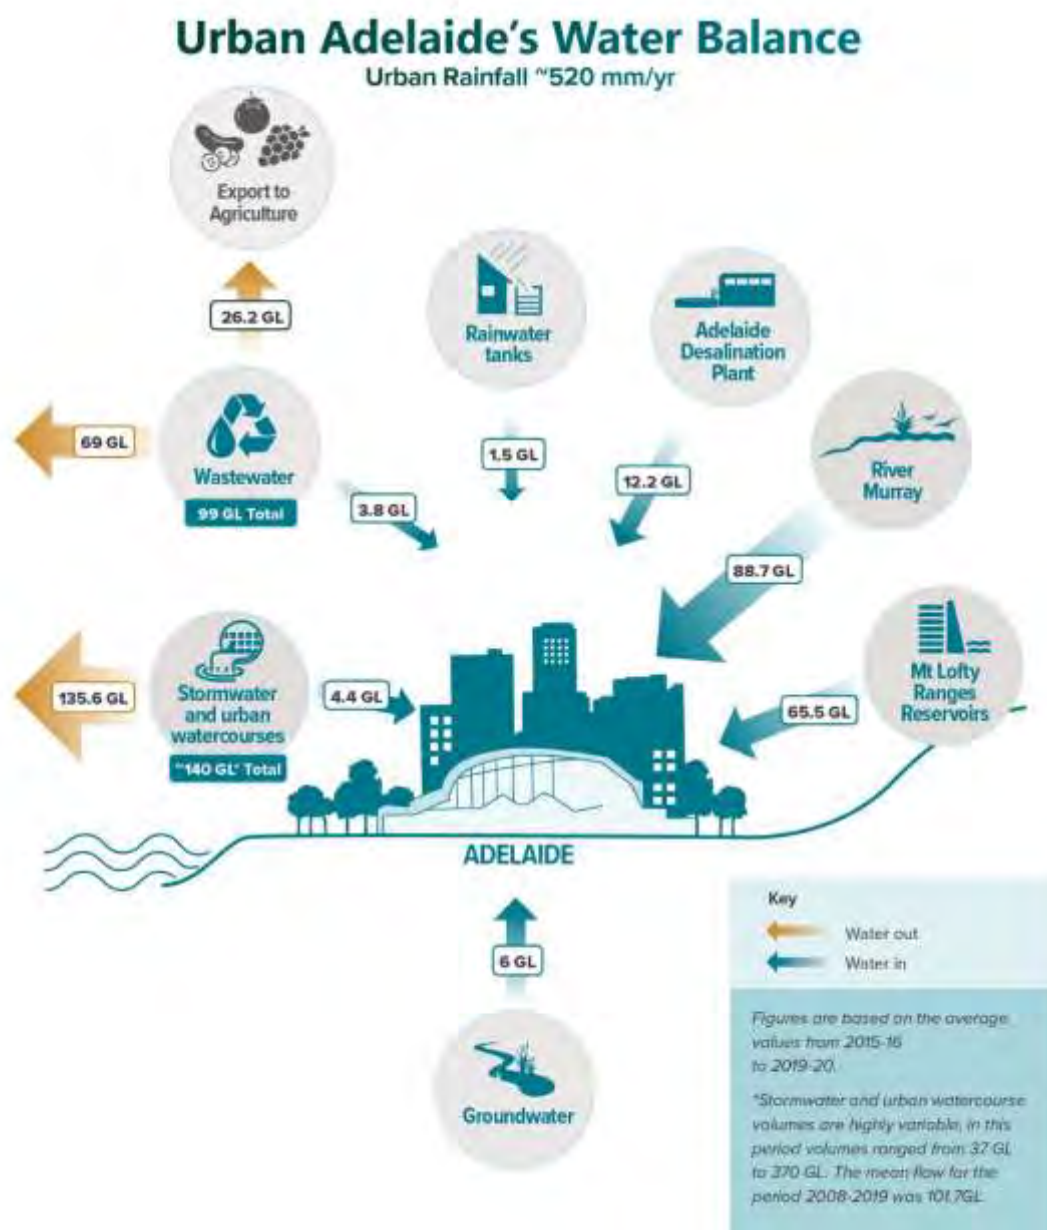 Urban Adelaide's Water Balance
Urban Rainfall ~520 mm/yr
Export to
Agriculture
26.2 GL
Rainwater
tanks
Adelaide
Desalination
Plant
69 GL
Wastewater
99 GL Total
3.8 GL
1.5 GL
12.2 GL
River
Murray
88.7 GL
135.6 GL
Stormwater
and urban
watercourses
~140 GL* Total
4.4 GL
65.5 GL
Mt Lofty
Ranges
Reservoirs
ADELAIDE
6 GL
Groundwater
Key
Water out
Water in
Figures are based on the average
values from 2015-16
to 2019-20.
*Stormwater and urban watercourse
volumes are highly variable, in this
period volumes ranged from 37 GL
to 370 GL. The mean flow for the
period 2008-2019 was 101.7GL